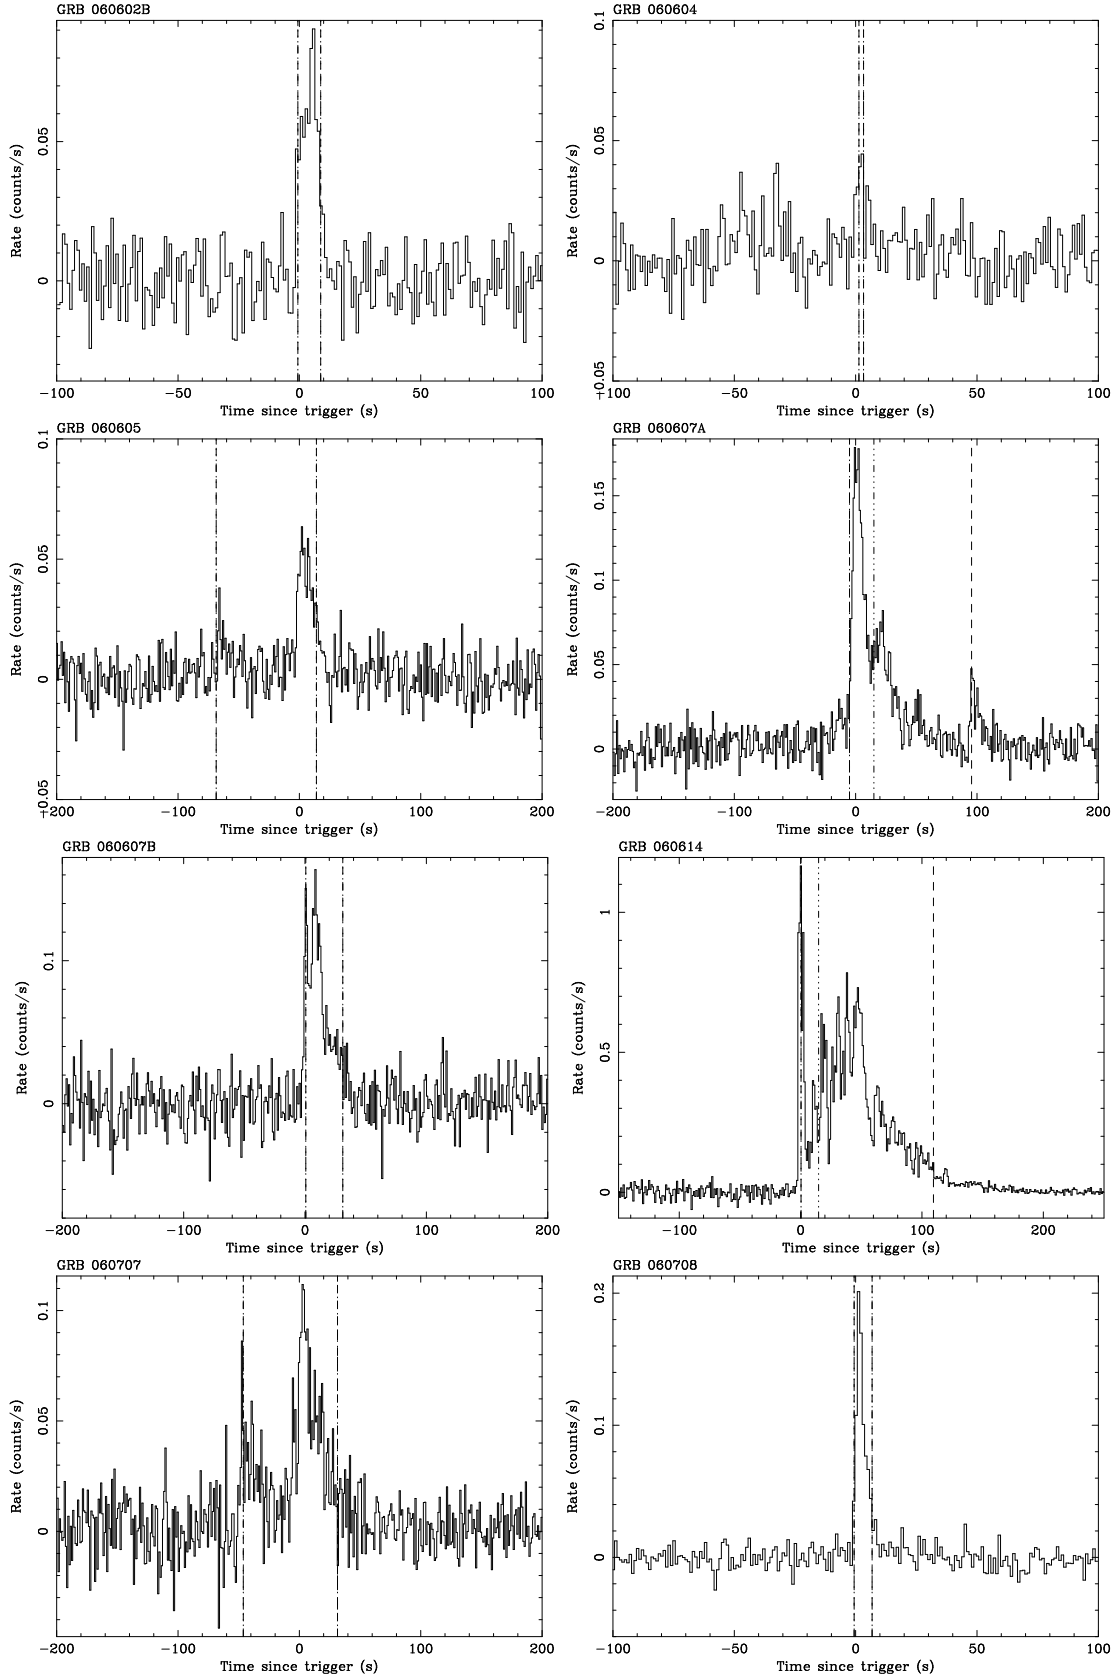 GRB 060602B
Rate (counts/s)
0.05
0
−100 −50 0 50 100
Time since trigger (s)
GRB 060604
Rate (counts/s)
0.1
0.05
0
+0.05
+100 −50 0 50 100
Time since trigger (s)
GRB 060605
Rate (counts/s)
0.1
0.05
0
+0.05
+200 −100 0 100 200
Time since trigger (s)
GRB 060607A
Rate (counts/s)
0.15
0.1
0.05
0
−200 −100 0 100 200
Time since trigger (s)
GRB 060607B
Rate (counts/s)
0.1
0
−200 −100 0 100 200
Time since trigger (s)
GRB 060614
Rate (counts/s)
1
0.5
0
−100 0 100 200
Time since trigger (s)
GRB 060707
Rate (counts/s)
0.1
0.05
0
−200 −100 0 100 200
Time since trigger (s)
GRB 060708
Rate (counts/s)
0.2
0.1
0
−100 −50 0 50 100
Time since trigger (s)